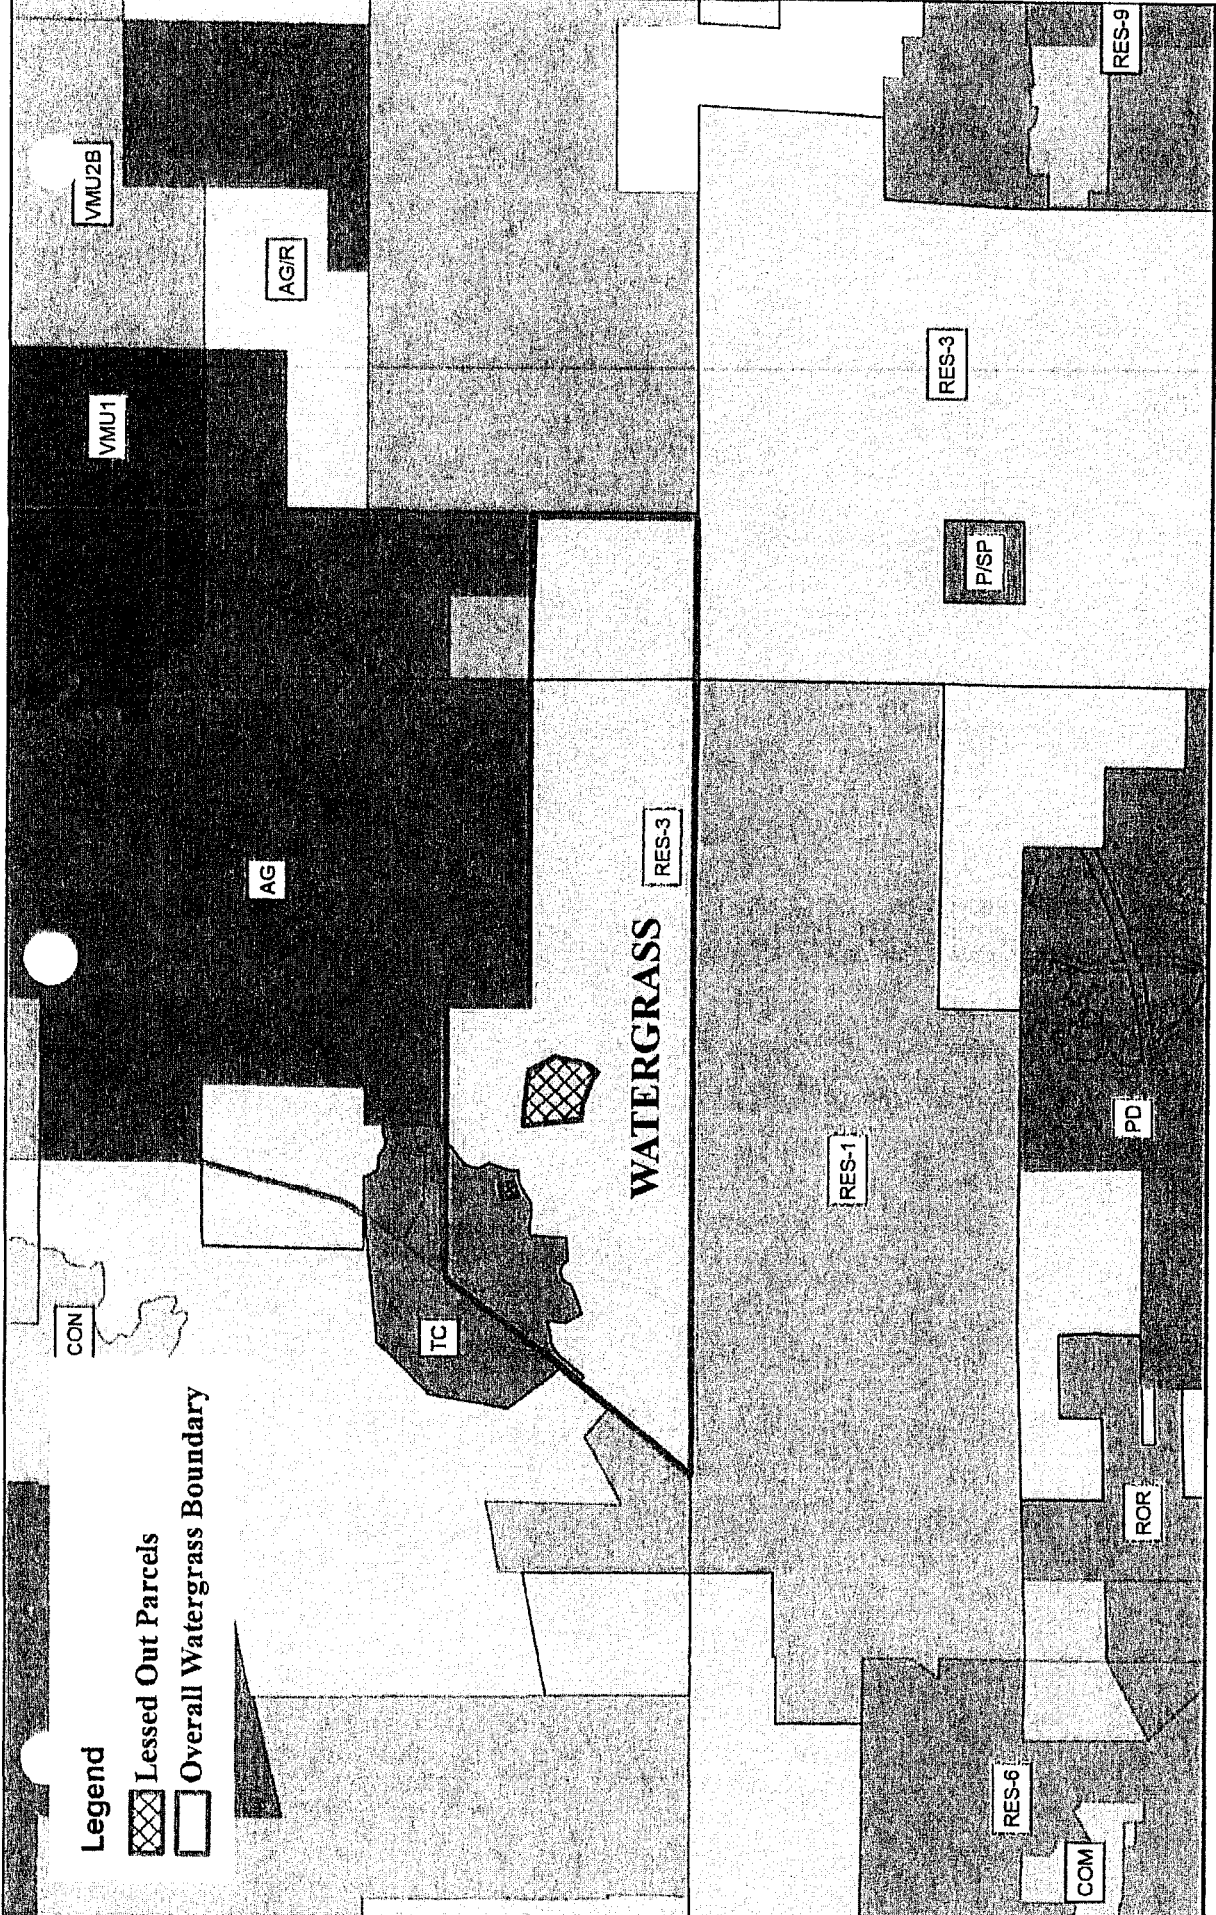 Legend
Lessed Out Parcels
Overall Watergrass Boundary
CON
VMU1
VMU2B
AG
AG/R
TC
WATERGRASS
RES-3
RES-1
RES-3
P/SP
RES-6
COM
ROR
PD
RES-9